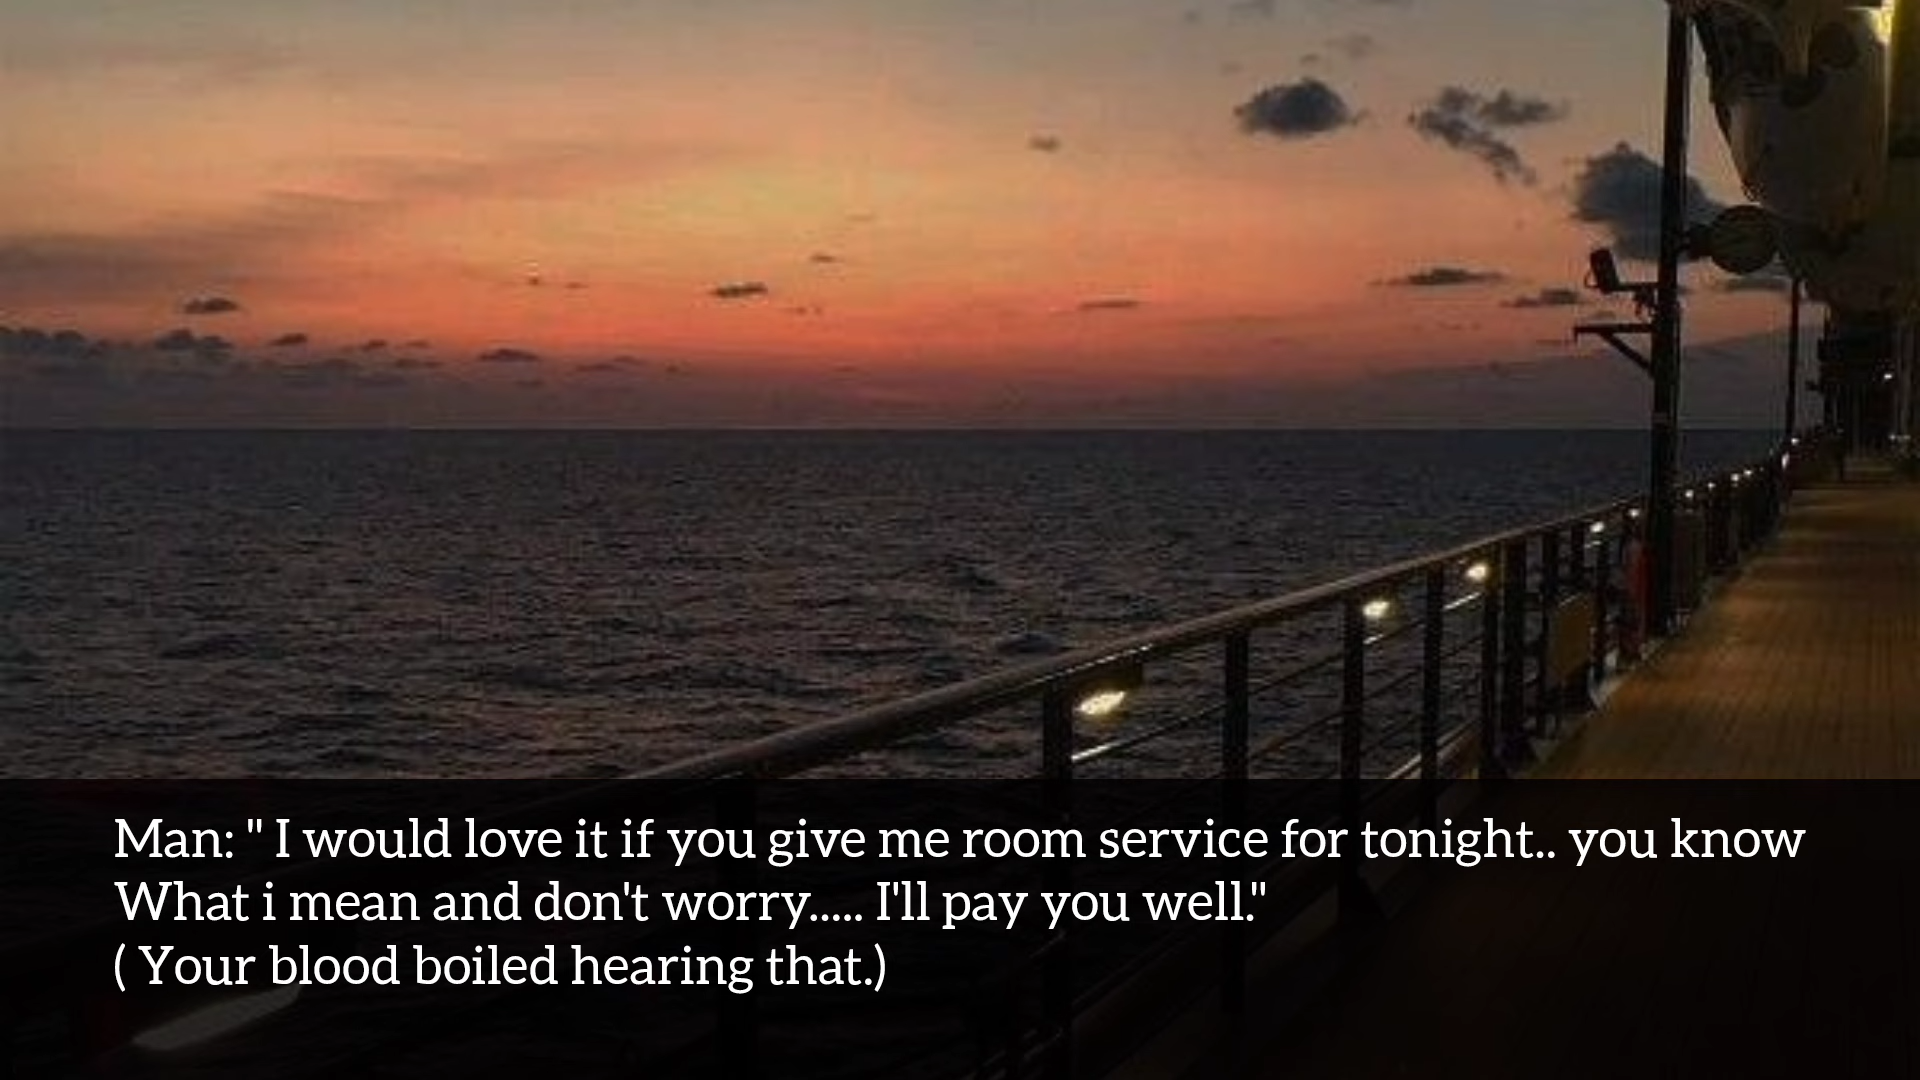 Man: " I would love it if you give me room service for tonight.. you know
What i mean and don't worry..... I'll pay you well."
( Your blood boiled hearing that.)